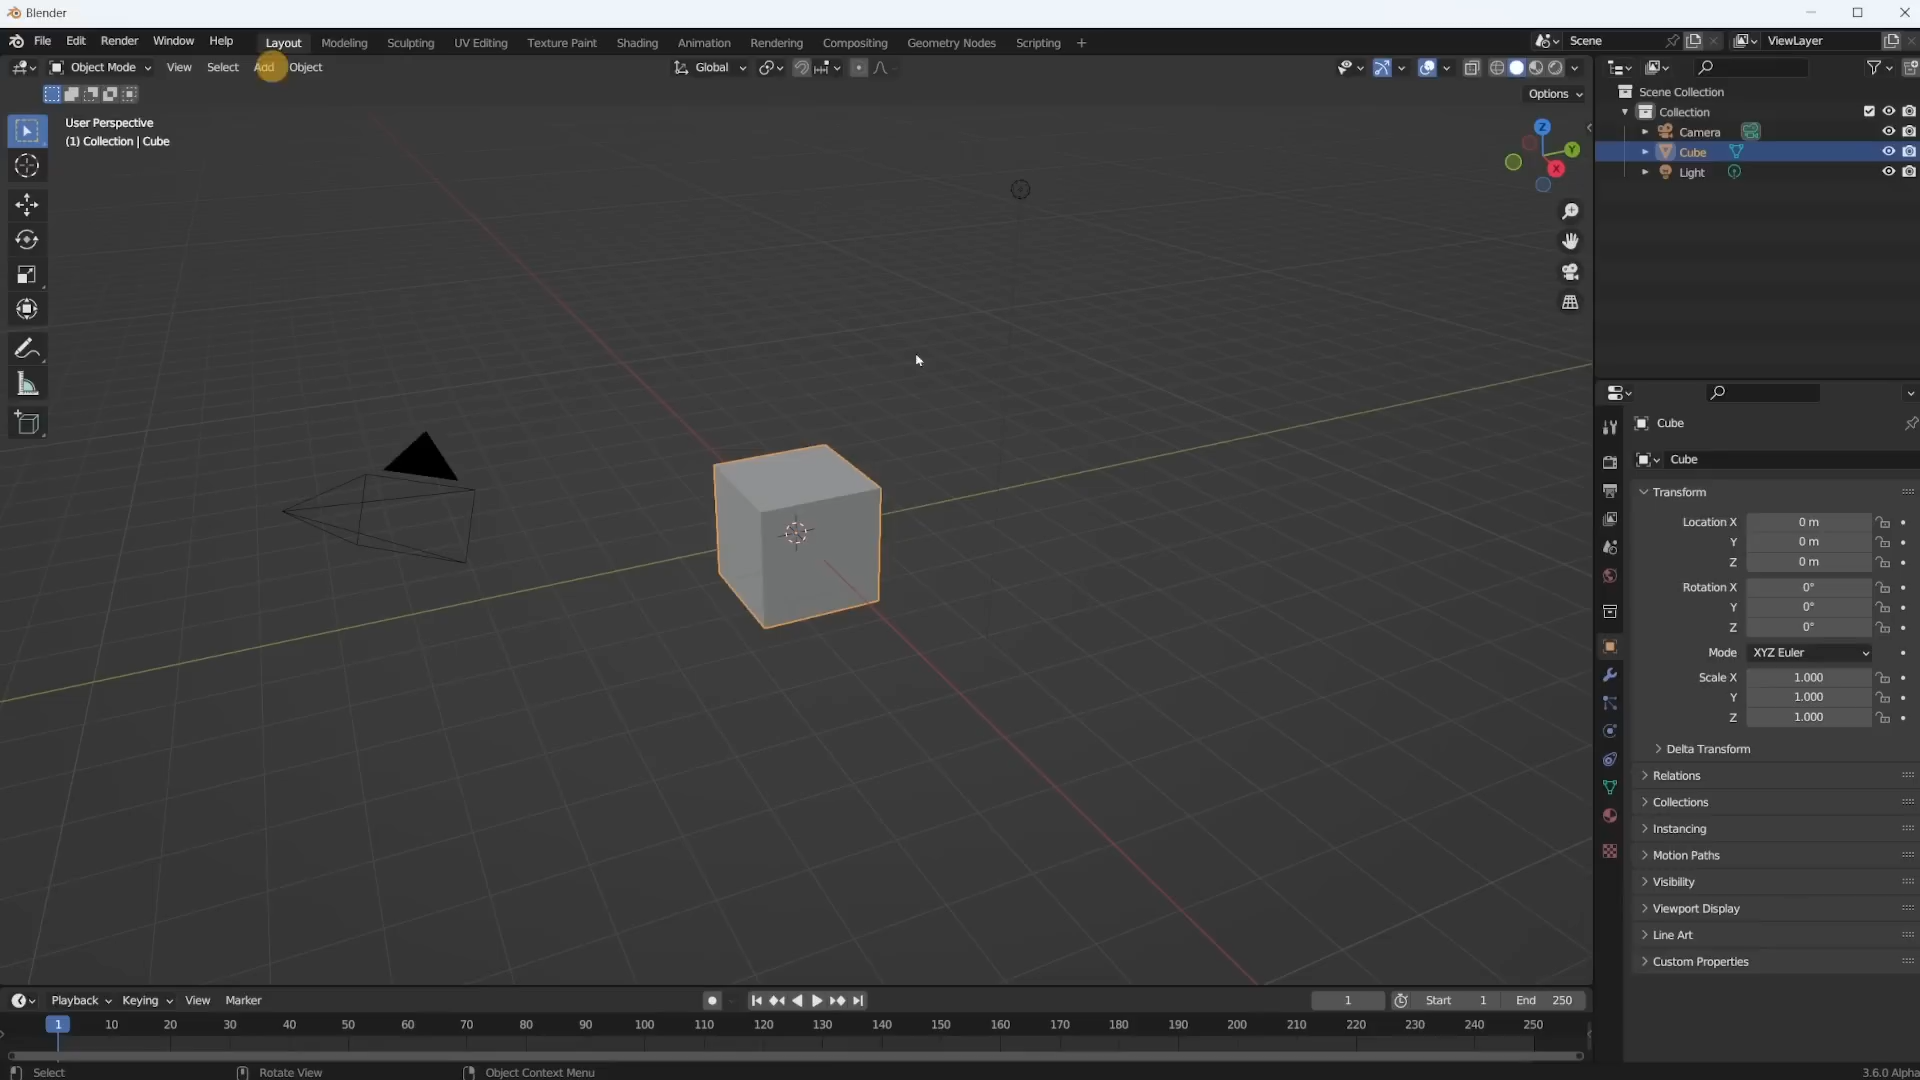 Blender
File Edit Render Window Help Layout Modeling Sculpting UV Editing Texture Paint Shading Animation Rendering Compositing Geometry Nodes Scripting + Scene ViewLayer
Object Mode View Select Add Object Global
Options
User Perspective
(1) Collection | Cube
Z
Y
X
Scene Collection
Collection
Camera
Cube
Light
Cube
Cube
Transform
Location X 0 m
Y 0 m
Z 0 m
Rotation X 0°
Y 0°
Z 0°
Mode XYZ Euler
Scale X 1.000
Y 1.000
Z 1.000
Delta Transform
Relations
Collections
Instancing
Motion Paths
Visibility
Viewport Display
Line Art
Custom Properties
Playback Keying View Marker 1 Start 1 End 250
1 10 20 30 40 50 60 70 80 90 100 110 120 130 140 150 160 170 180 190 200 210 220 230 240 250
Select Rotate View Object Context Menu 3.6.0 Alpha